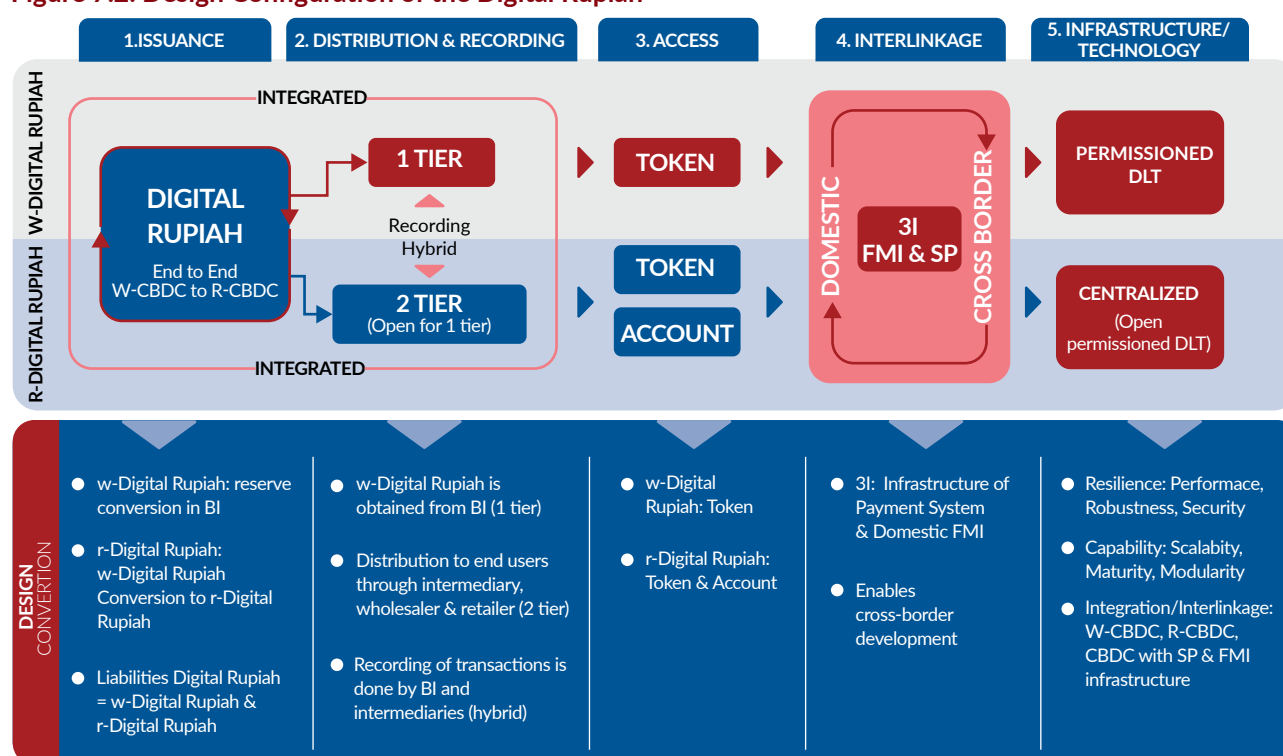 Figure 7.2. Design Configuration of the Digital Rupiah
1.ISSUANCE
2. DISTRIBUTION & RECORDING
3. ACCESS
4. INTERLINKAGE
5. INFRASTRUCTURE/
TECHNOLOGY
W-DIGITAL RUPIAH
R-DIGITAL RUPIAH
INTEGRATED
DIGITAL
RUPIAH
End to End
W-CBDC to R-CBDC
1 TIER
Recording
Hybrid
2 TIER
(Open for 1 tier)
INTEGRATED
TOKEN
TOKEN
ACCOUNT
DOMESTIC
3I
FMI & SP
CROSS BORDER
PERMISSIONED
DLT
CENTRALIZED
(Open
permissioned DLT)
DESIGN
CONVERTION
w-Digital Rupiah: reserve
conversion in BI
r-Digital Rupiah:
w-Digital Rupiah
Conversion to r-Digital
Rupiah
Liabilities Digital Rupiah
= w-Digital Rupiah &
r-Digital Rupiah
w-Digital Rupiah is
obtained from BI (1 tier)
Distribution to end users
through intermediary,
wholesaler & retailer (2 tier)
Recording of transactions is
done by BI and
intermediaries (hybrid)
w-Digital
Rupiah: Token
r-Digital Rupiah:
Token & Account
3I: Infrastructure of
Payment System
& Domestic FMI
Enables
cross-border
development
Resilience: Performace,
Robustness, Security
Capability: Scalabity,
Maturity, Modularity
Integration/Interlinkage:
W-CBDC, R-CBDC,
CBDC with SP & FMI
infrastructure